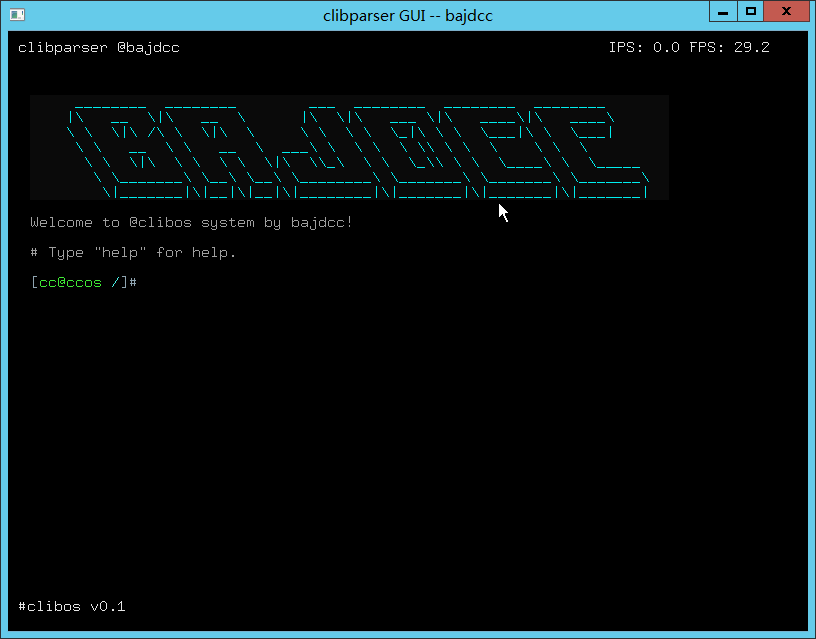 clibparser GUI -- bajdcc
clibparser @bajdcc
IPS: 0.0 FPS: 29.2
BAJDCC
Welcome to @clibos system by bajdcc!
# Type "help" for help.
[cc@ccos /]#
#clibos v0.1